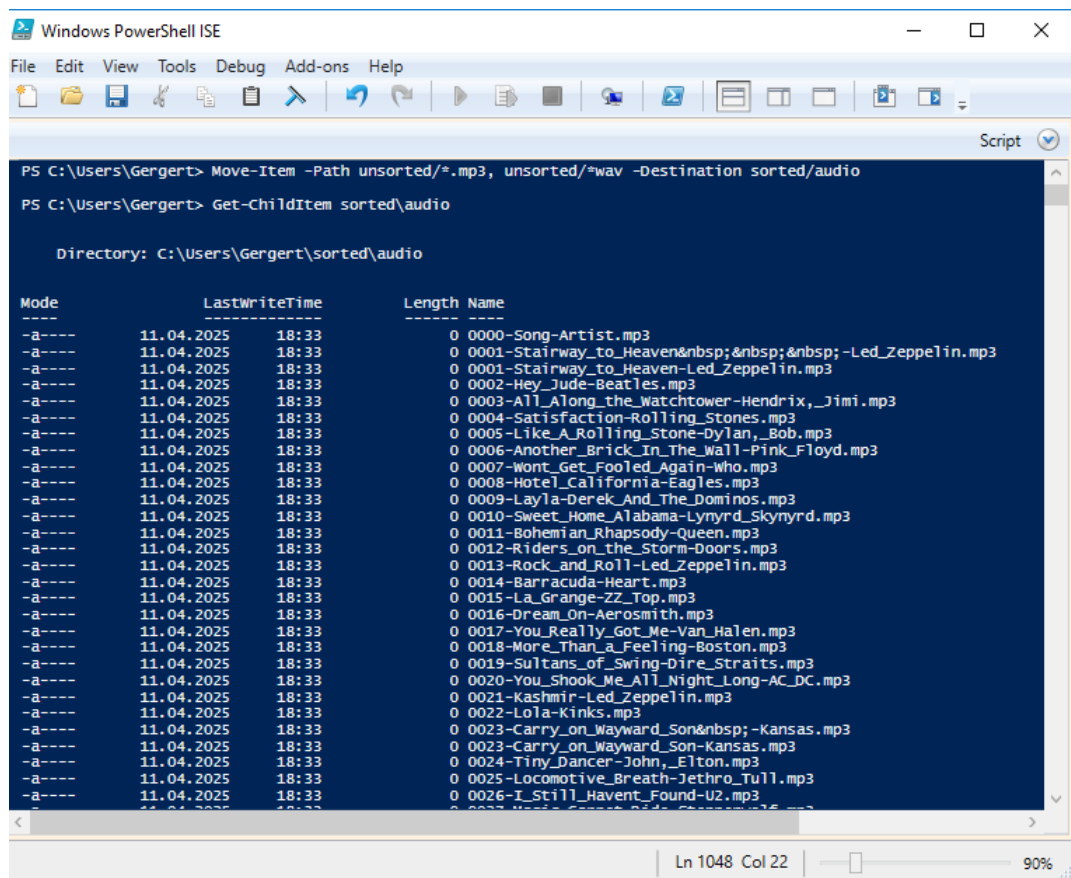 Windows PowerShell ISE
File Edit View Tools Debug Add-ons Help
Script
PS C:\Users\Gergert> Move-Item -Path unsorted/*.mp3, unsorted/*wav -Destination sorted/audio
PS C:\Users\Gergert> Get-ChildItem sorted\audio
Directory: C:\Users\Gergert\sorted\audio
Mode LastWriteTime Length Name
---- ------------- ------ ----
-a---- 11.04.2025 18:33 0 0000-Song-Artist.mp3
-a---- 11.04.2025 18:33 0 0001-Stairway_to_Heaven&nbsp;&nbsp;&nbsp;-Led_Zeppelin.mp3
-a---- 11.04.2025 18:33 0 0001-Stairway_to_Heaven-Led_Zeppelin.mp3
-a---- 11.04.2025 18:33 0 0002-Hey_Jude-Beatles.mp3
-a---- 11.04.2025 18:33 0 0003-All_Along_the_Watchtower-Hendrix,_Jimi.mp3
-a---- 11.04.2025 18:33 0 0004-Satisfaction-Rolling_Stones.mp3
-a---- 11.04.2025 18:33 0 0005-Like_A_Rolling_Stone-Dylan,_Bob.mp3
-a---- 11.04.2025 18:33 0 0006-Another_Brick_In_The_Wall-Pink_Floyd.mp3
-a---- 11.04.2025 18:33 0 0007-Wont_Get_Fooled_Again-Who.mp3
-a---- 11.04.2025 18:33 0 0008-Hotel_California-Eagles.mp3
-a---- 11.04.2025 18:33 0 0009-Layla-Derek_And_The_Dominos.mp3
-a---- 11.04.2025 18:33 0 0010-Sweet_Home_Alabama-Lynyrd_Skynyrd.mp3
-a---- 11.04.2025 18:33 0 0011-Bohemian_Rhapsody-Queen.mp3
-a---- 11.04.2025 18:33 0 0012-Riders_on_the_Storm-Doors.mp3
-a---- 11.04.2025 18:33 0 0013-Rock_and_Roll-Led_Zeppelin.mp3
-a---- 11.04.2025 18:33 0 0014-Barracuda-Heart.mp3
-a---- 11.04.2025 18:33 0 0015-La_Grange-ZZ_Top.mp3
-a---- 11.04.2025 18:33 0 0016-Dream_On-Aerosmith.mp3
-a---- 11.04.2025 18:33 0 0017-You_Really_Got_Me-Van_Halen.mp3
-a---- 11.04.2025 18:33 0 0018-More_Than_a_Feeling-Boston.mp3
-a---- 11.04.2025 18:33 0 0019-Sultans_of_Swing-Dire_Straits.mp3
-a---- 11.04.2025 18:33 0 0020-You_Shook_Me_All_Night_Long-AC_DC.mp3
-a---- 11.04.2025 18:33 0 0021-Kashmir-Led_Zeppelin.mp3
-a---- 11.04.2025 18:33 0 0022-Lola-Kinks.mp3
-a---- 11.04.2025 18:33 0 0023-Carry_on_Wayward_Son&nbsp;-Kansas.mp3
-a---- 11.04.2025 18:33 0 0023-Carry_on_Wayward_Son-Kansas.mp3
-a---- 11.04.2025 18:33 0 0024-Tiny_Dancer-John,_Elton.mp3
-a---- 11.04.2025 18:33 0 0025-Locomotive_Breath-Jethro_Tull.mp3
-a---- 11.04.2025 18:33 0 0026-I_Still_Havent_Found-U2.mp3
Ln 1048 Col 22 90%